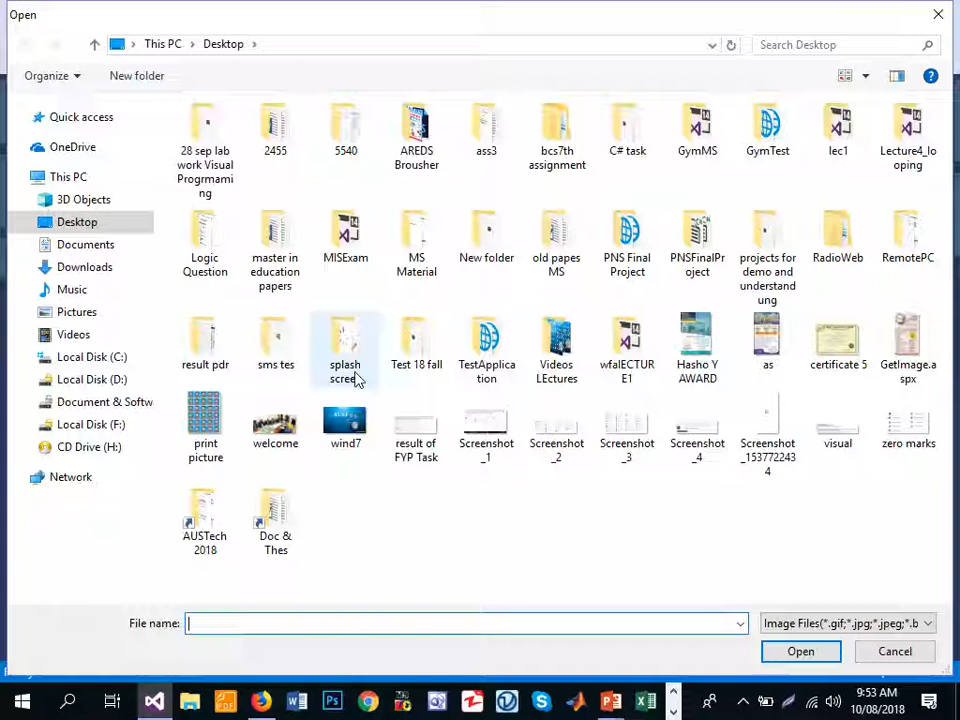 Open
This PC
Desktop
Search Desktop
Organize
New folder
Quick access
OneDrive
This PC
3D Objects
Desktop
Documents
Downloads
Music
Pictures
Videos
Local Disk (C:)
Local Disk (D:)
Document & Softw
Local Disk (F:)
CD Drive (H:)
Network
28 sep lab
work Visual
Progrmami
ng
2455
5540
AREDS
Brousher
ass3
bcs7th
assignment
C# task
GymMS
GymTest
lec1
Lecture4_lo
oping
Logic
Question
master in
education
papers
MISExam
MS
Material
New folder
old papes
MS
PNS Final
Project
PNSFinalPr
oject
projects for
demo and
understand
ung
RadioWeb
RemotePC
result pdr
sms tes
splash
screen
Test 18 fall
TestApplica
tion
Videos
LEctures
wfalECTUR
E1
Hasho Y
AWARD
as
certificate 5
GetImage.a
spx
print
picture
welcome
wind7
result of
FYP Task
Screenshot
_1
Screenshot
_2
Screenshot
_3
Screenshot
_4
Screenshot
_153772243
4
visual
zero marks
AUSTech
2018
Doc &
Thes
File name:
Image Files(*.gif;*.jpg;*.jpeg;*.b
Open
Cancel
9:53 AM
10/08/2018